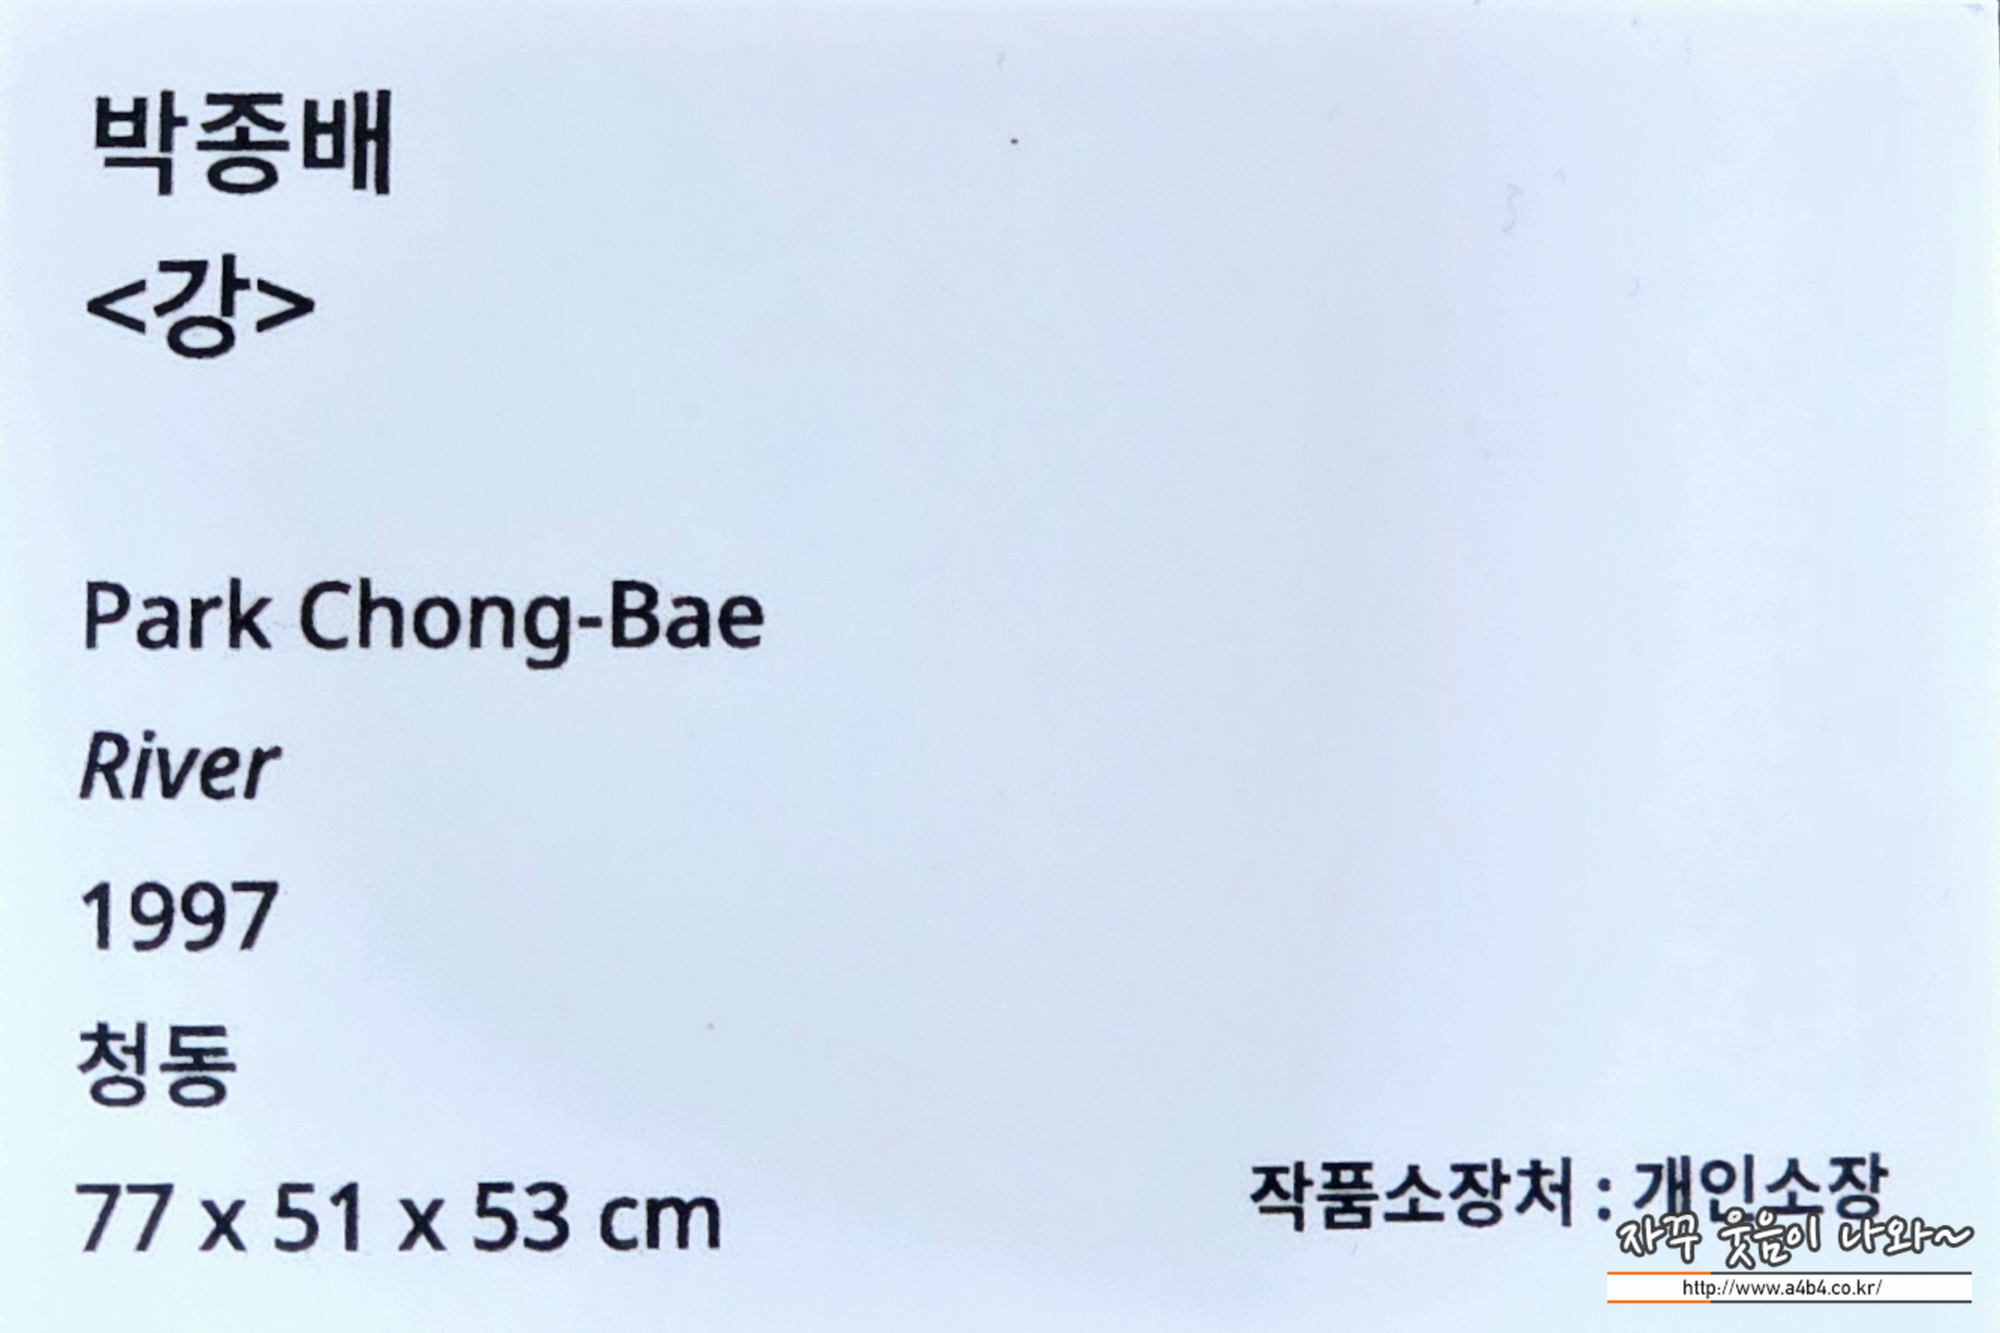 박종배
<강>
Park Chong-Bae
River
1997
청동
77 x 51 x 53 cm
작품소장처 : 개인소장
자꾸 웃음이 나와~
http://www.a4b4.co.kr/